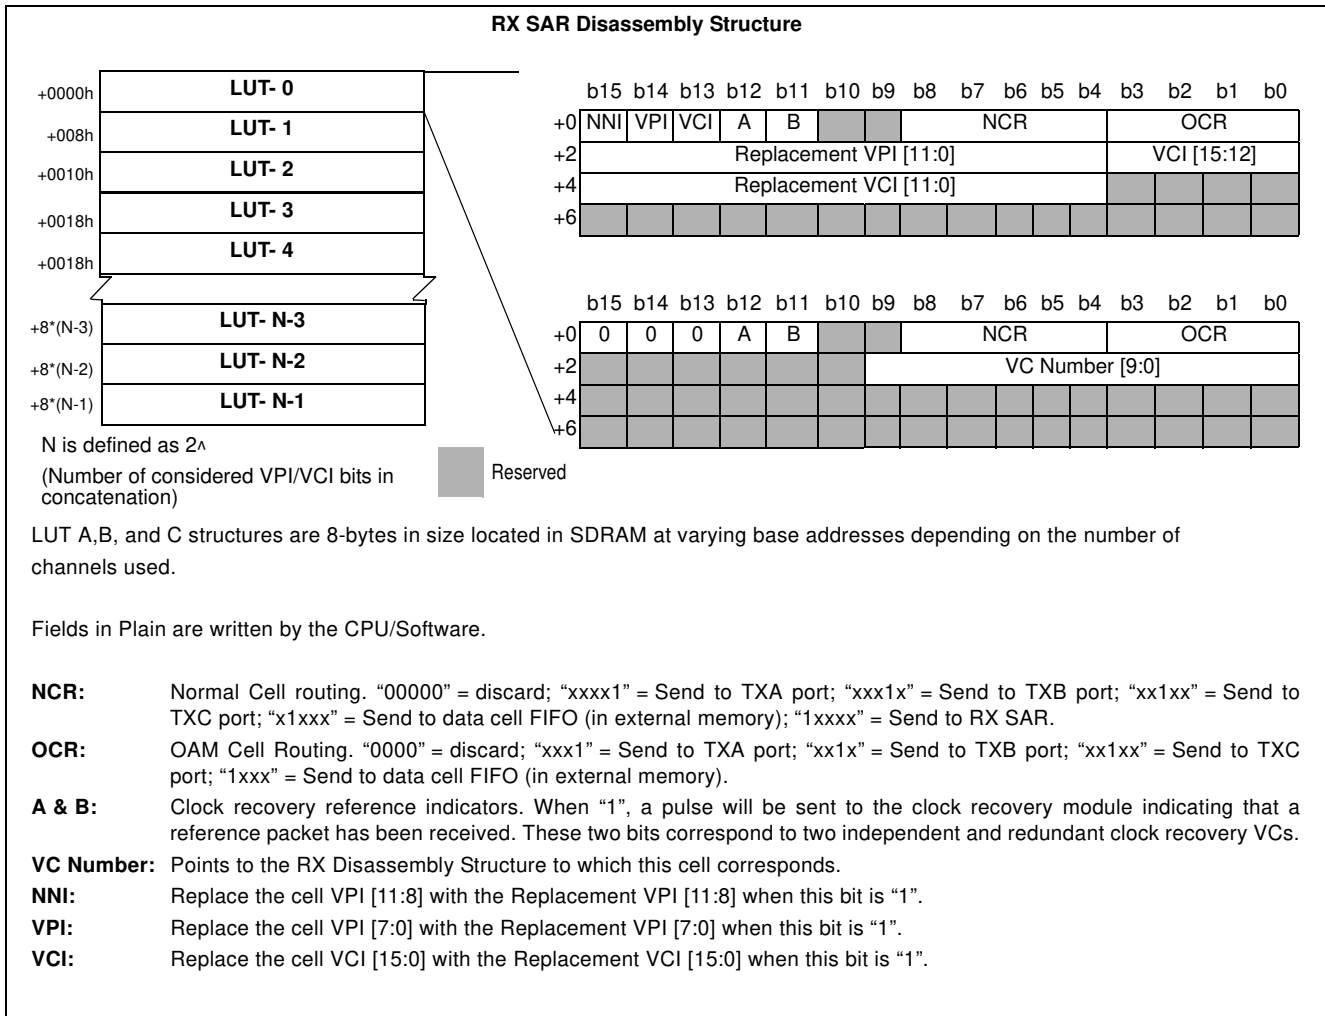 RX SAR Disassembly Structure
+0000h LUT- 0
+008h LUT- 1
+0010h LUT- 2
+0018h LUT- 3
+0018h LUT- 4
+8*(N-3) LUT- N-3
+8*(N-2) LUT- N-2
+8*(N-1) LUT- N-1
N is defined as 2^
(Number of considered VPI/VCI bits in
concatenation)
b15 b14 b13 b12 b11 b10 b9 b8 b7 b6 b5 b4 b3 b2 b1 b0
+0 NNI VPI VCI A B NCR OCR
+2 Replacement VPI [11:0] VCI [15:12]
+4 Replacement VCI [11:0]
+6
b15 b14 b13 b12 b11 b10 b9 b8 b7 b6 b5 b4 b3 b2 b1 b0
+0 0 0 0 A B NCR OCR
+2 VC Number [9:0]
+4
+6
Reserved
LUT A,B, and C structures are 8-bytes in size located in SDRAM at varying base addresses depending on the number of
channels used.
Fields in Plain are written by the CPU/Software.
NCR: Normal Cell routing. “00000” = discard; “xxxx1” = Send to TXA port; “xxx1x” = Send to TXB port; “xx1xx” = Send to
TXC port; “x1xxx” = Send to data cell FIFO (in external memory); “1xxxx” = Send to RX SAR.
OCR: OAM Cell Routing. “0000” = discard; “xxx1” = Send to TXA port; “xx1x” = Send to TXB port; “xx1xx” = Send to TXC
port; “1xxx” = Send to data cell FIFO (in external memory).
A & B: Clock recovery reference indicators. When “1”, a pulse will be sent to the clock recovery module indicating that a
reference packet has been received. These two bits correspond to two independent and redundant clock recovery VCs.
VC Number: Points to the RX Disassembly Structure to which this cell corresponds.
NNI: Replace the cell VPI [11:8] with the Replacement VPI [11:8] when this bit is “1”.
VPI: Replace the cell VPI [7:0] with the Replacement VPI [7:0] when this bit is “1”.
VCI: Replace the cell VCI [15:0] with the Replacement VCI [15:0] when this bit is “1”.